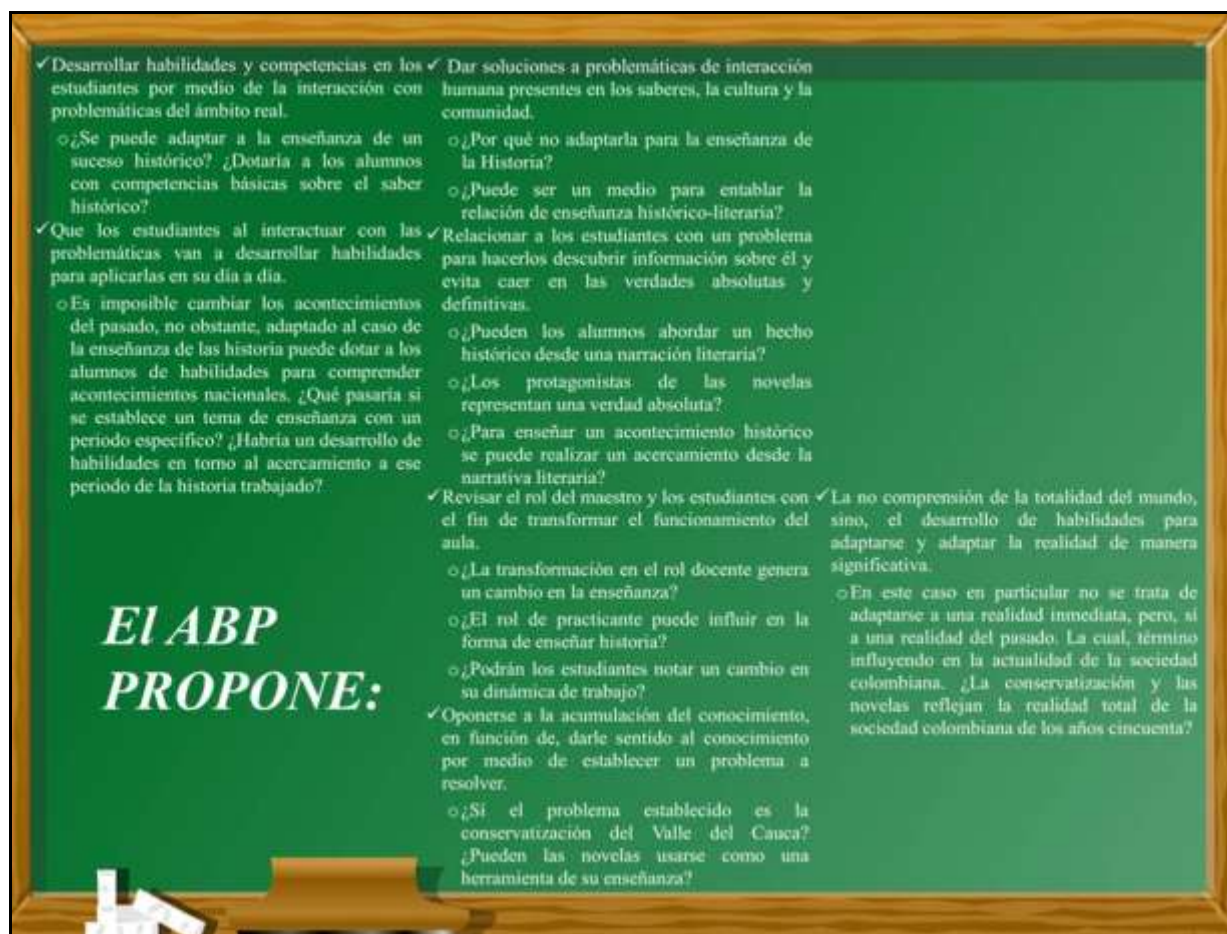 ✓Desarrollar habilidades y competencias en los
estudiantes por medio de la interacción con
problemáticas del ámbito real.
o¿Se puede adaptar a la enseñanza de un
suceso histórico? ¿Dotaría a los alumnos
con competencias básicas sobre el saber
histórico?
✓Que los estudiantes al interactuar con las
problemáticas van a desarrollar habilidades
para aplicarlas en su día a día.
oEs imposible cambiar los acontecimientos
del pasado, no obstante, adaptado al caso de
la enseñanza de las historia puede dotar a los
alumnos de habilidades para comprender
acontecimientos nacionales. ¿Qué pasaría si
se establece un tema de enseñanza con un
periodo específico? ¿Habría un desarrollo de
habilidades en torno al acercamiento a ese
periodo de la historia trabajado?
El ABP
PROPONE:
✓ Dar soluciones a problemáticas de interacción
humana presentes en los saberes, la cultura y la
comunidad.
o¿Por qué no adaptarla para la enseñanza de
la Historia?
o¿Puede ser un medio para entablar la
relación de enseñanza histórico-literaria?
✓Relacionar a los estudiantes con un problema
para hacerlos descubrir información sobre él y
evita caer en las verdades absolutas y
definitivas.
o¿Pueden los alumnos abordar un hecho
histórico desde una narración literaria?
o¿Los protagonistas de las novelas
representan una verdad absoluta?
o¿Para enseñar un acontecimiento histórico
se puede realizar un acercamiento desde la
narrativa literaria?
✓Revisar el rol del maestro y los estudiantes con
el fin de transformar el funcionamiento del
aula.
o¿La transformación en el rol docente genera
un cambio en la enseñanza?
o¿El rol de practicante puede influir en la
forma de enseñar historia?
o¿Podrán los estudiantes notar un cambio en
su dinámica de trabajo?
✓Oponerse a la acumulación del conocimiento,
en función de, darle sentido al conocimiento
por medio de establecer un problema a
resolver.
o¿Sí el problema establecido es la
conservatización del Valle del Cauca?
¿Pueden las novelas usarse como una
herramienta de su enseñanza?
✓La no comprensión de la totalidad del mundo,
sino, el desarrollo de habilidades para
adaptarse y adaptar la realidad de manera
significativa.
oEn este caso en particular no se trata de
adaptarse a una realidad inmediata, pero, sí
a una realidad del pasado. La cual, término
influyendo en la actualidad de la sociedad
colombiana. ¿La conservatización y las
novelas reflejan la realidad total de la
sociedad colombiana de los años cincuenta?